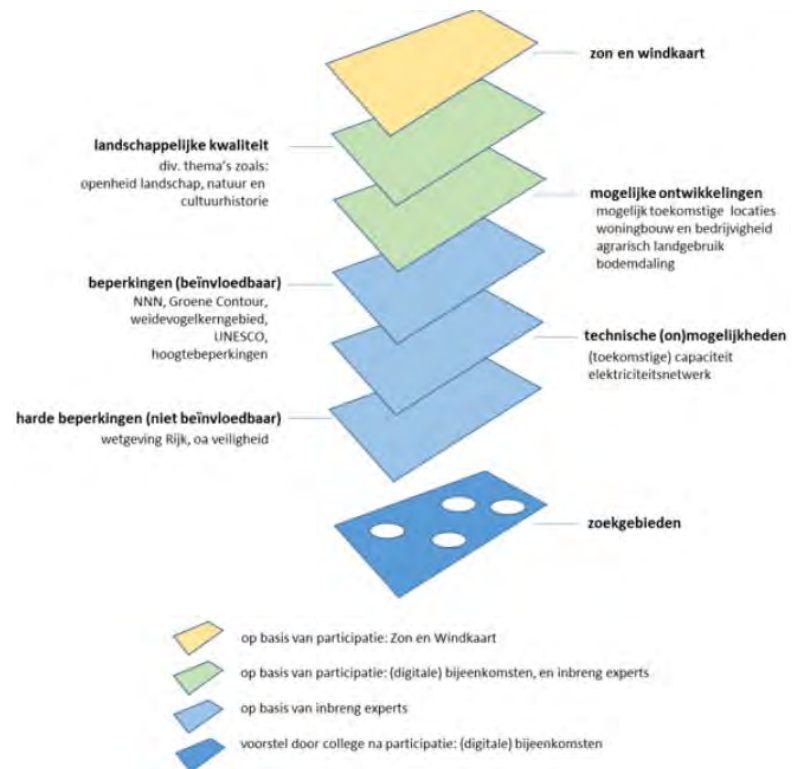 zon en windkaart
landschappelijke kwaliteit
div. thema's zoals:
openheid landschap, natuur en
cultuurhistorie
mogelijke ontwikkelingen
mogelijk toekomstige locaties
woningbouw en bedrijvigheid
agrarisch landgebruik
bodemdaling
beperkingen (beïnvloedbaar)
NNN, Groene Contour,
weidevogelkerngebied,
UNESCO,
hoogtebeperkingen
technische (on)mogelijkheden
(toekomstige) capaciteit
elektriciteitsnetwerk
harde beperkingen (niet beïnvloedbaar)
wetgeving Rijk, oa veiligheid
zoekgebieden
op basis van participatie: Zon en Windkaart
op basis van participatie: (digitale) bijeenkomsten, en inbreng experts
op basis van inbreng experts
voorstel door college na participatie: (digitale) bijeenkomsten